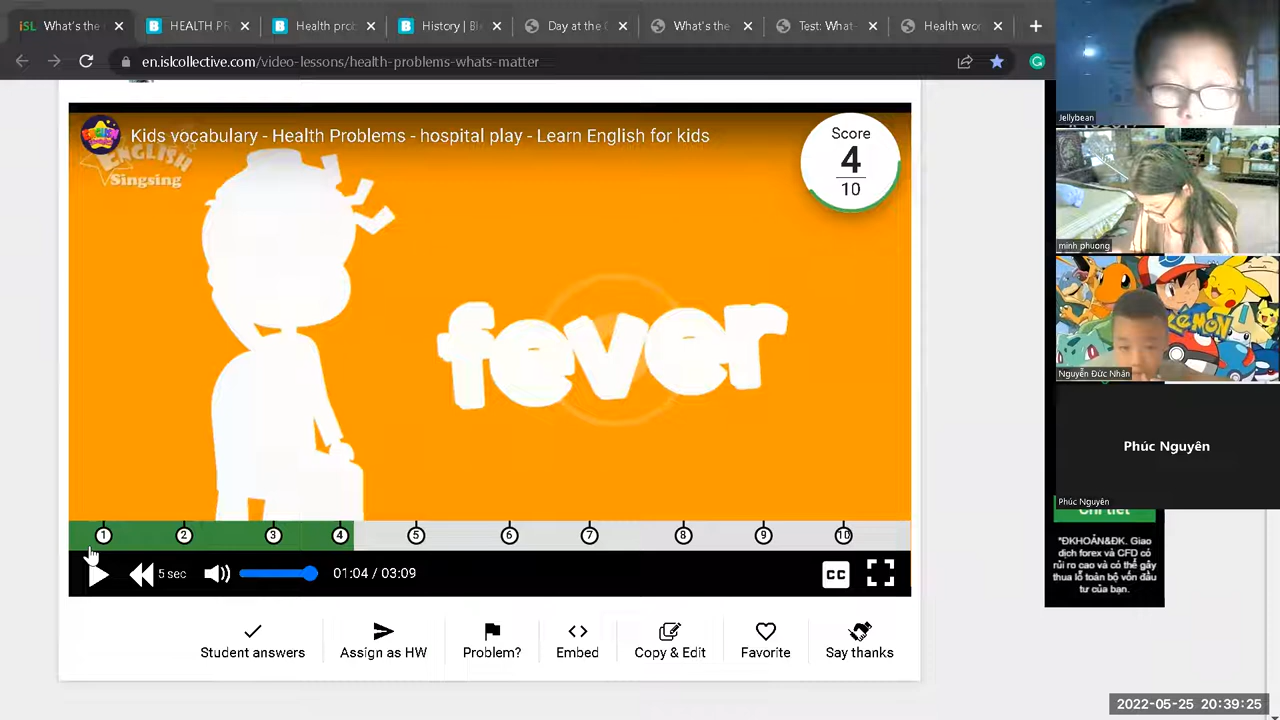 iSL What's the
HEALTH PR
Health prob
History | Bl
Day at the
What's the
Test: What
Health wor
en.islcollective.com/video-lessons/health-problems-whats-matter
Kids vocabulary - Health Problems - hospital play - Learn English for kids
ENGLISH
Singsing
Score
4
10
fever
1 2 3 4 5 6 7 8 9 10
5 sec
01:04 / 03:09
CC
Student answers
Assign as HW
Problem?
Embed
Copy & Edit
Favorite
Say thanks
Jellybean
minh phuong
POKEMON
Nguyễn Đức Nhân
Phúc Nguyên
Phúc Nguyên
Chi tiết
"ĐKHOẢN&ĐK. Giao
dịch forex và CFD có
rủi ro cao và có thể gây
thua lỗ toàn bộ vốn đầu
tư của bạn.
2022-05-25 20:39:25